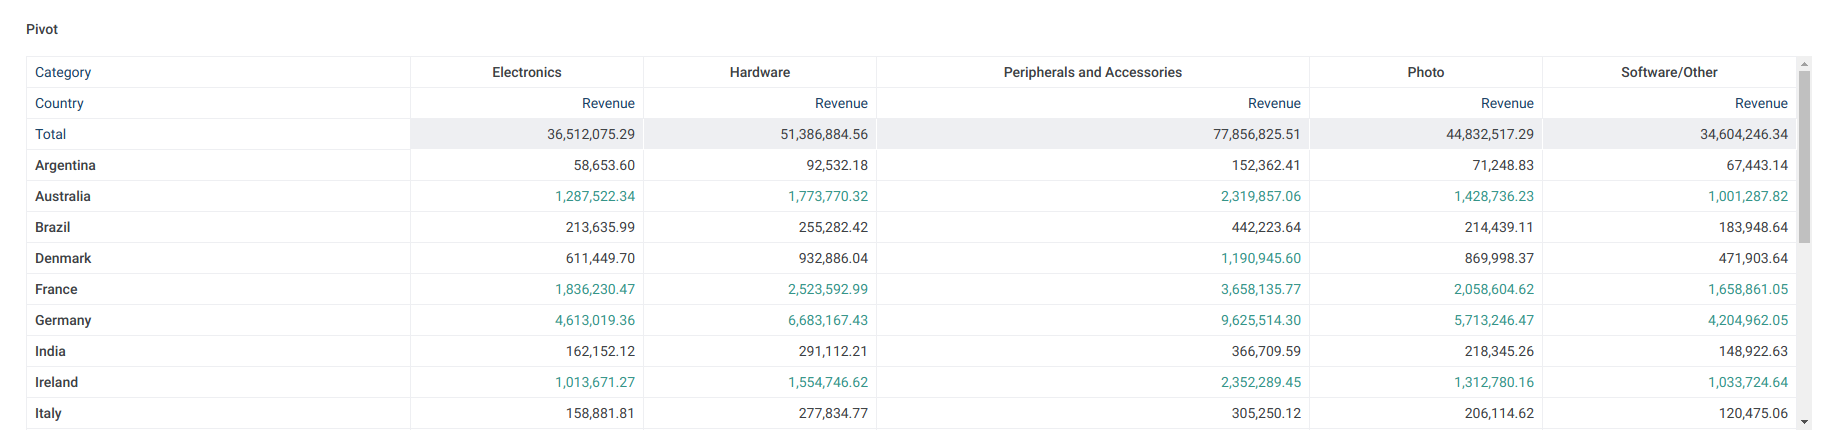 Pivot
Category Electronics Hardware Peripherals and Accessories Photo Software/Other
Country Revenue Revenue Revenue Revenue Revenue
Total 36,512,075.29 51,386,884.56 77,856,825.51 44,832,517.29 34,604,246.34
Argentina 58,653.60 92,532.18 152,362.41 71,248.83 67,443.14
Australia 1,287,522.34 1,773,770.32 2,319,857.06 1,428,736.23 1,001,287.82
Brazil 213,635.99 255,282.42 442,223.64 214,439.11 183,948.64
Denmark 611,449.70 932,886.04 1,190,945.60 869,998.37 471,903.64
France 1,836,230.47 2,523,592.99 3,658,135.77 2,058,604.62 1,658,861.05
Germany 4,613,019.36 6,683,167.43 9,625,514.30 5,713,246.47 4,204,962.05
India 162,152.12 291,112.21 366,709.59 218,345.26 148,922.63
Ireland 1,013,671.27 1,554,746.62 2,352,289.45 1,312,780.16 1,033,724.64
Italy 158,881.81 277,834.77 305,250.12 206,114.62 120,475.06